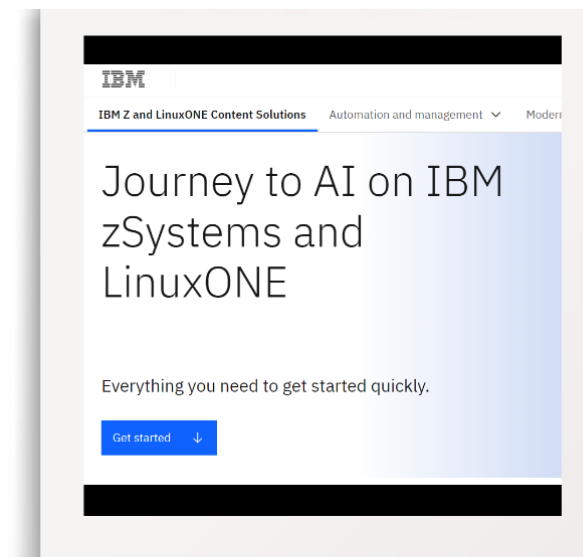 IBM
IBM Z and LinuxONE Content Solutions Automation and management
Journey to AI on IBM
zSystems and
LinuxONE
Everything you need to get started quickly.
Get started